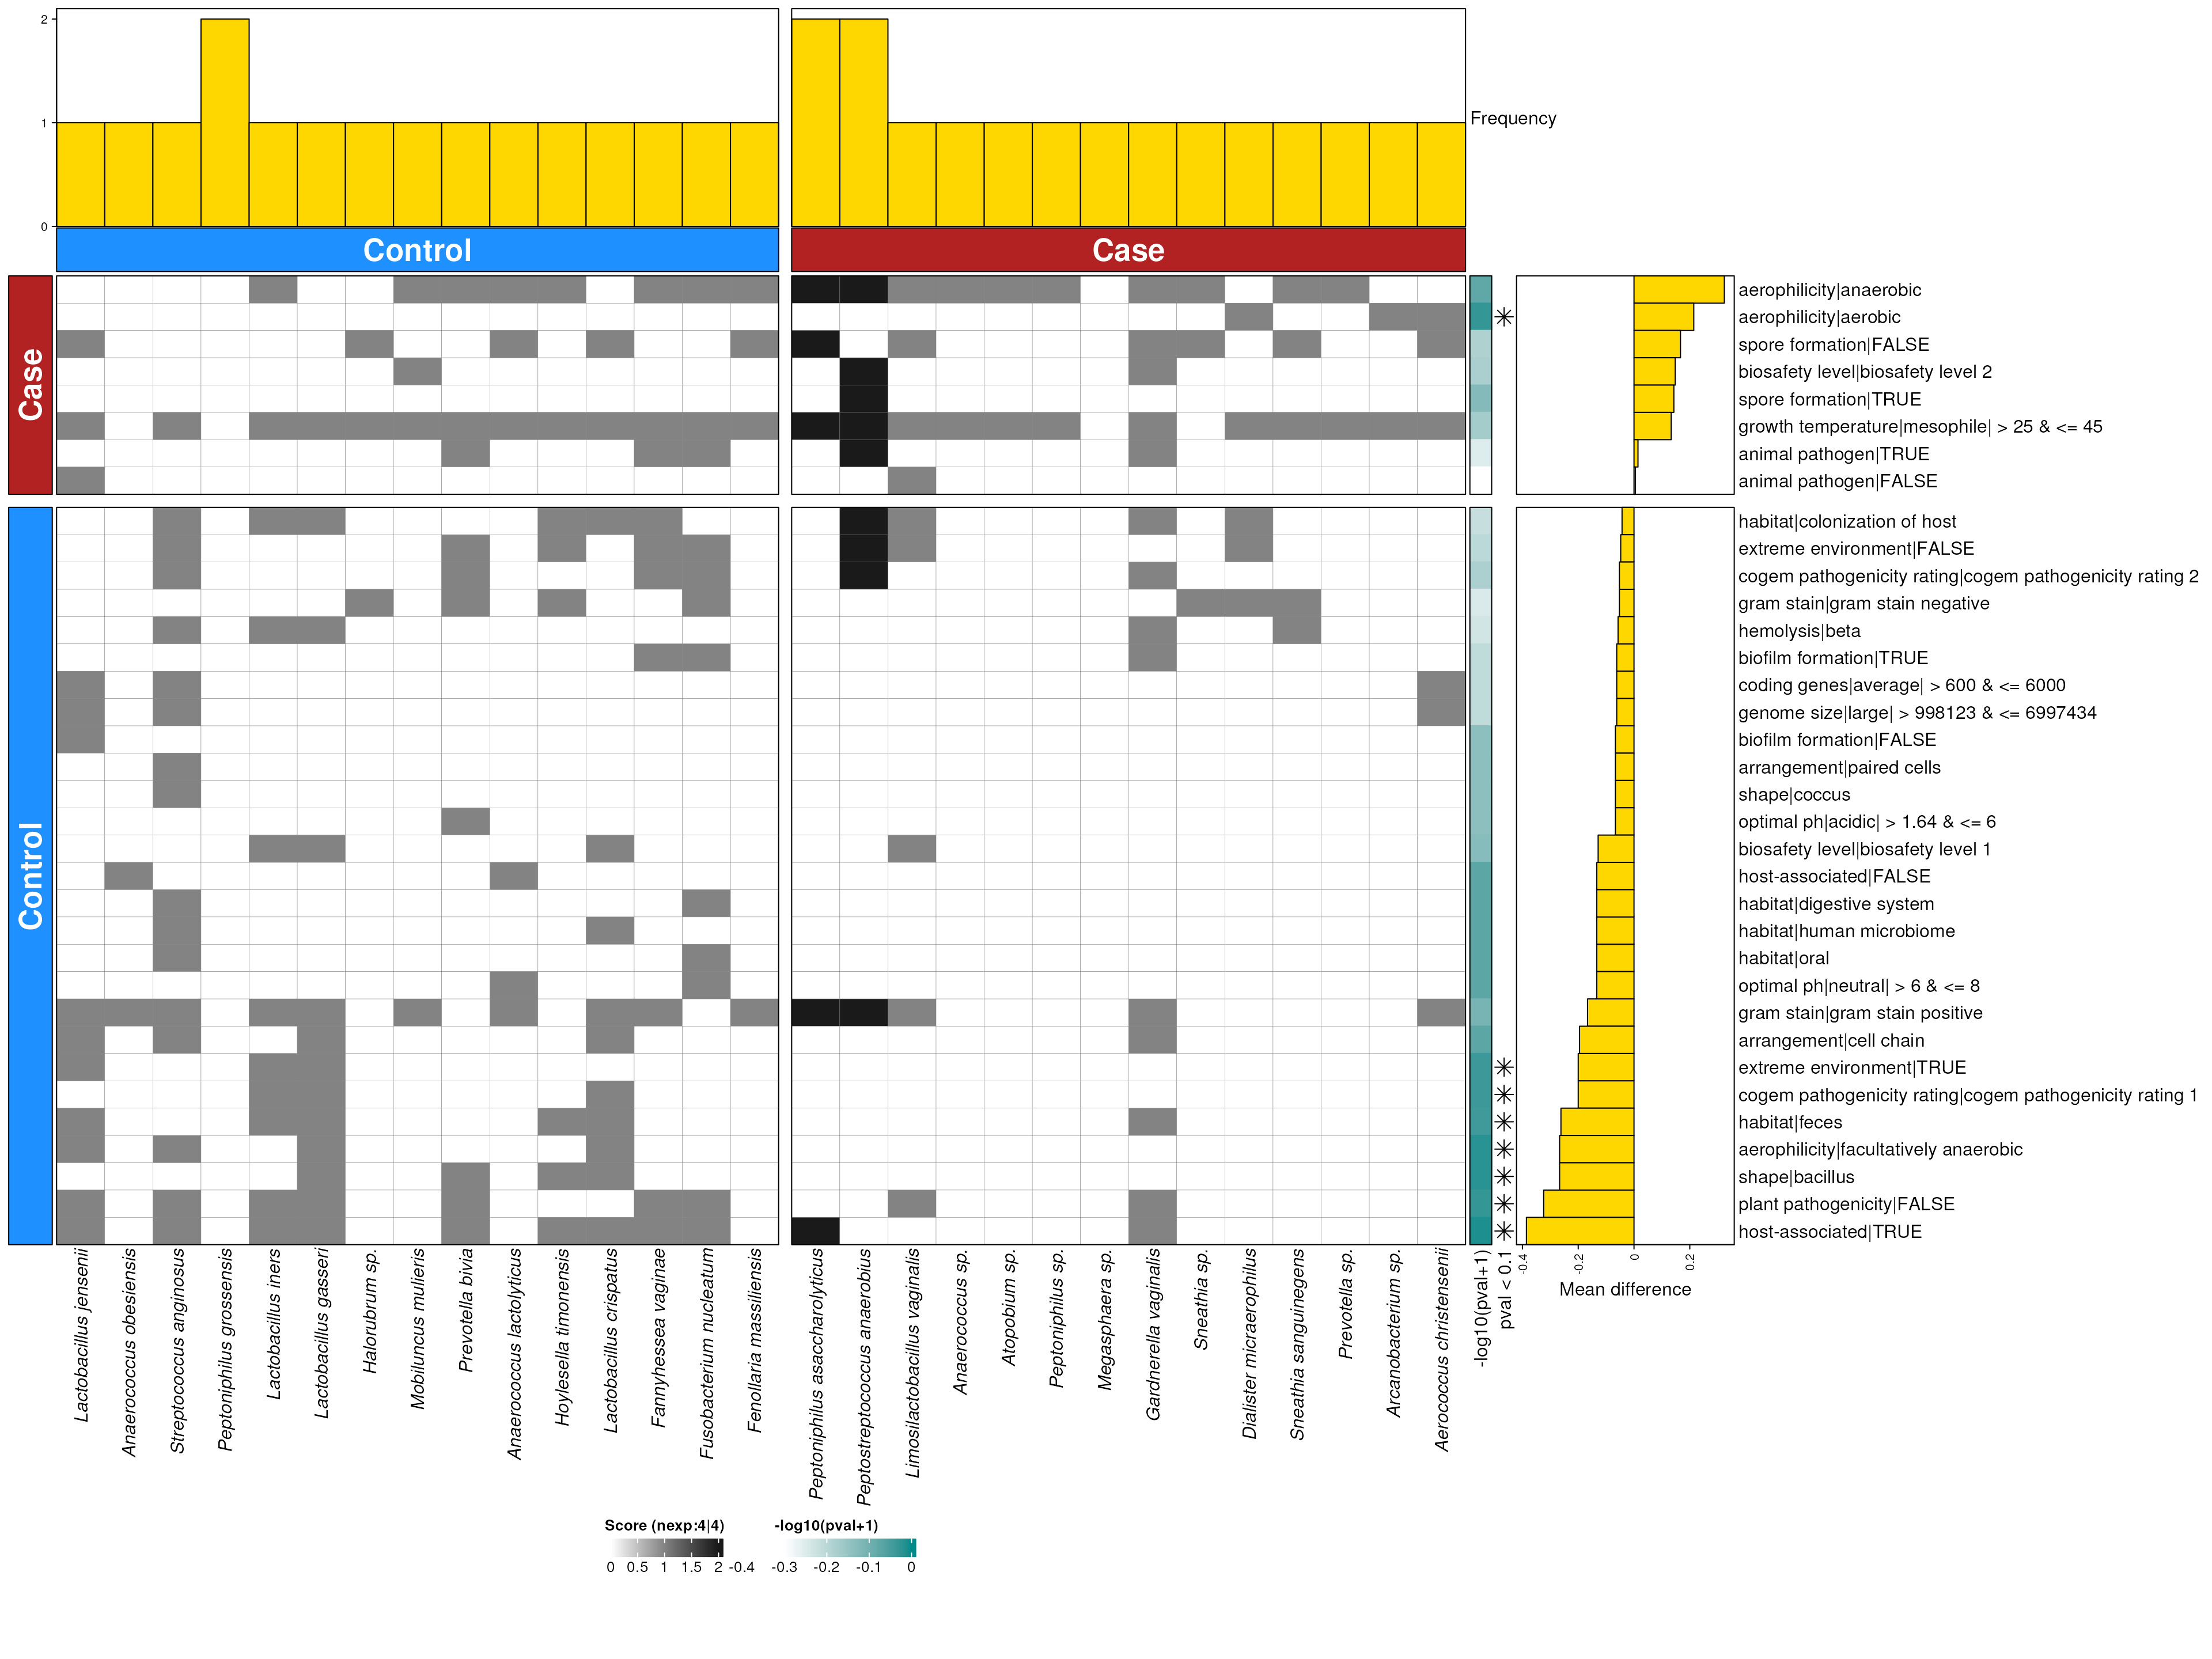 2
1
0
Frequency
Control
Case
Case
aerophilicity|anaerobic
aerophilicity|aerobic
spore formation|FALSE
biosafety level|biosafety level 2
spore formation|TRUE
growth temperature|mesophile| > 25 & <= 45
animal pathogen|TRUE
animal pathogen|FALSE
Control
habitat|colonization of host
extreme environment|FALSE
cogem pathogenicity rating|cogem pathogenicity rating 2
gram stain|gram stain negative
hemolysis|beta
biofilm formation|TRUE
coding genes|average| > 600 & <= 6000
genome size|large| > 998123 & <= 6997434
biofilm formation|FALSE
arrangement|paired cells
shape|coccus
optimal ph|acidic| > 1.64 & <= 6
biosafety level|biosafety level 1
host-associated|FALSE
habitat|digestive system
habitat|human microbiome
habitat|oral
optimal ph|neutral| > 6 & <= 8
gram stain|gram stain positive
arrangement|cell chain
extreme environment|TRUE
cogem pathogenicity rating|cogem pathogenicity rating 1
habitat|feces
aerophilicity|facultatively anaerobic
shape|bacillus
plant pathogenicity|FALSE
host-associated|TRUE
Lactobacillus jensenii
Anaerococcus obesiensis
Streptococcus anginosus
Peptoniphilus grossensis
Lactobacillus iners
Lactobacillus gasseri
Halorubrum sp.
Mobiluncus mulieris
Prevotella bivia
Anaerococcus lactolyticus
Hoylesella timonensis
Lactobacillus crispatus
Fannyhessea vaginae
Fusobacterium nucleatum
Fenollaria massiliensis
Peptoniphilus asaccharolyticus
Peptostreptococcus anaerobius
Limosilactobacillus vaginalis
Anaerococcus sp.
Atopobium sp.
Peptoniphilus sp.
Megasphaera sp.
Gardnerella vaginalis
Sneathia sp.
Dialister micraerophilus
Sneathia sanguinegens
Prevotella sp.
Arcanobacterium sp.
Aerococcus christensenii
-log10(pval+1)
pval < 0.1
-0.4
-0.2
0
0.2
Mean difference
Score (nexp:4|4)
0 0.5 1 1.5 2
-log10(pval+1)
-0.4 -0.3 -0.2 -0.1 0